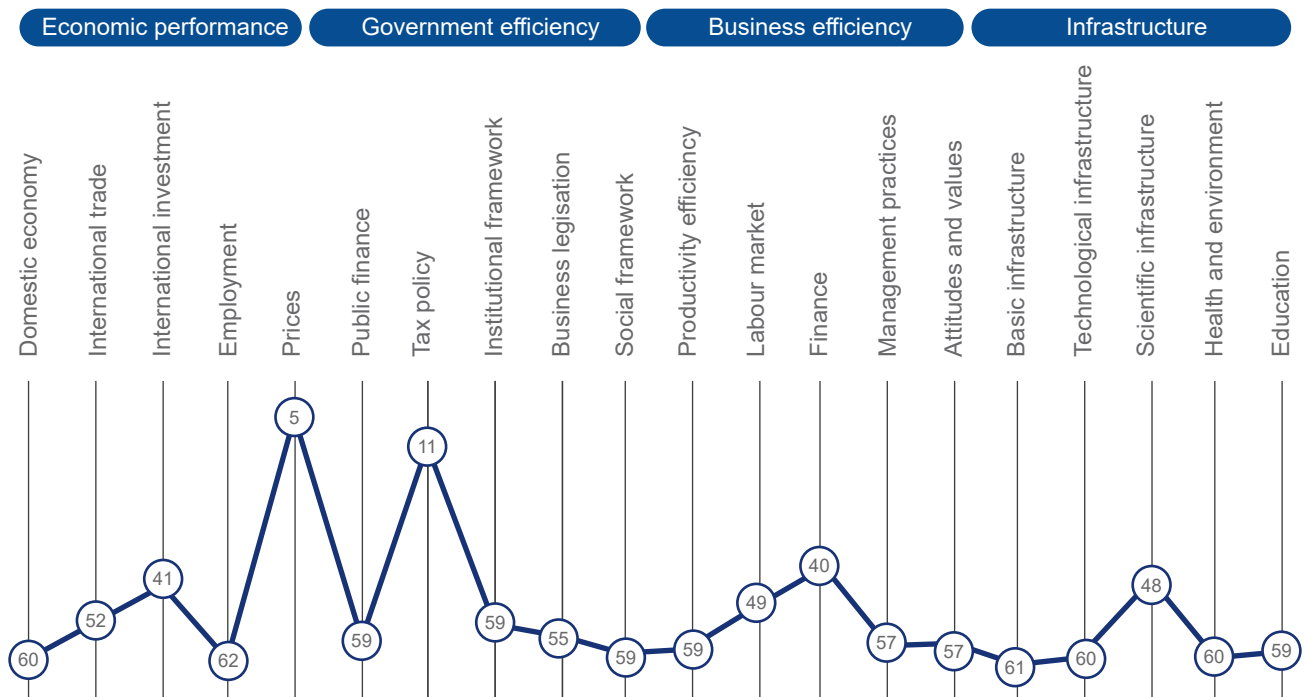 Economic performance
Government efficiency
Business efficiency
Infrastructure
Domestic economy
International trade
International investment
Employment
Prices
Public finance
Tax policy
Institutional framework
Business legisation
Social framework
Productivity efficiency
Labour market
Finance
Management practices
Attitudes and values
Basic infrastructure
Technological infrastructure
Scientific infrastructure
Health and environment
Education
60
52
41
62
5
59
11
59
55
59
59
49
40
57
57
61
60
48
60
59